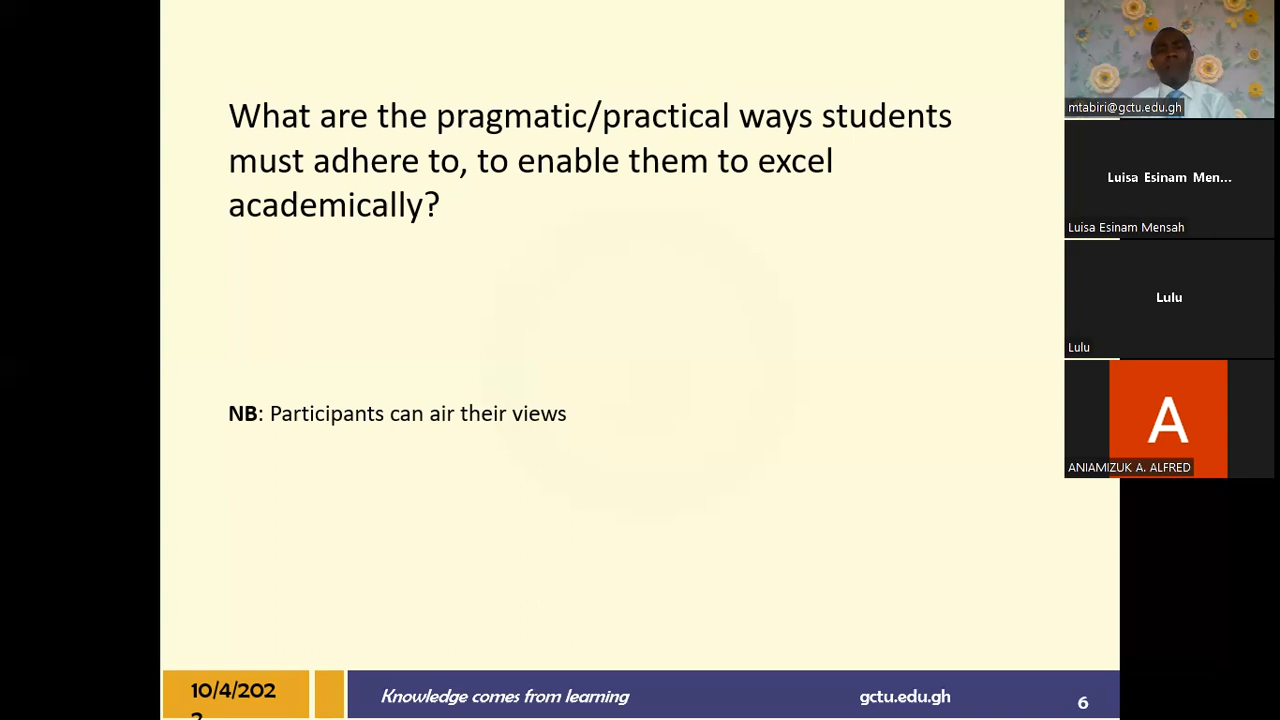 What are the pragmatic/practical ways students
must adhere to, to enable them to excel
academically?
NB: Participants can air their views
10/4/202
Knowledge comes from learning
gctu.edu.gh
6
mtabiri@gctu.edu.gh
Luisa Esinam Men...
Luisa Esinam Mensah
Lulu
Lulu
A
ANIAMIZUK A. ALFRED